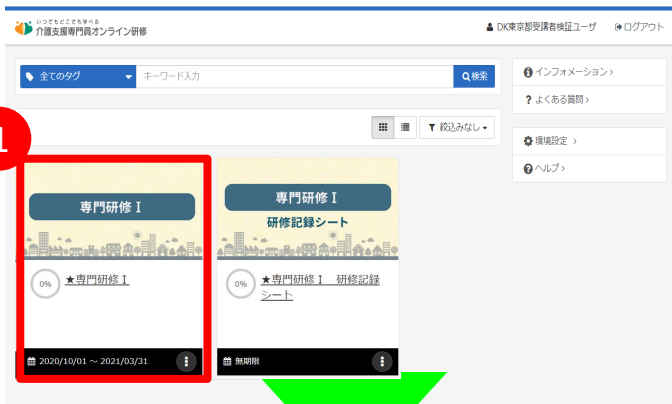 いつでもどこでも学べる
介護支援専門員オンライン研修
DK東京都受講者検証ユーザ
ログアウト
全てのタグ
キーワード入力
検索
インフォメーション
よくある質問
絞込みなし
環境設定
ヘルプ
1
専門研修 I
0%
★専門研修 I
2020/10/01 ～ 2021/03/31
専門研修 I
研修記録シート
0%
★専門研修 I 研修記録
シート
無期限